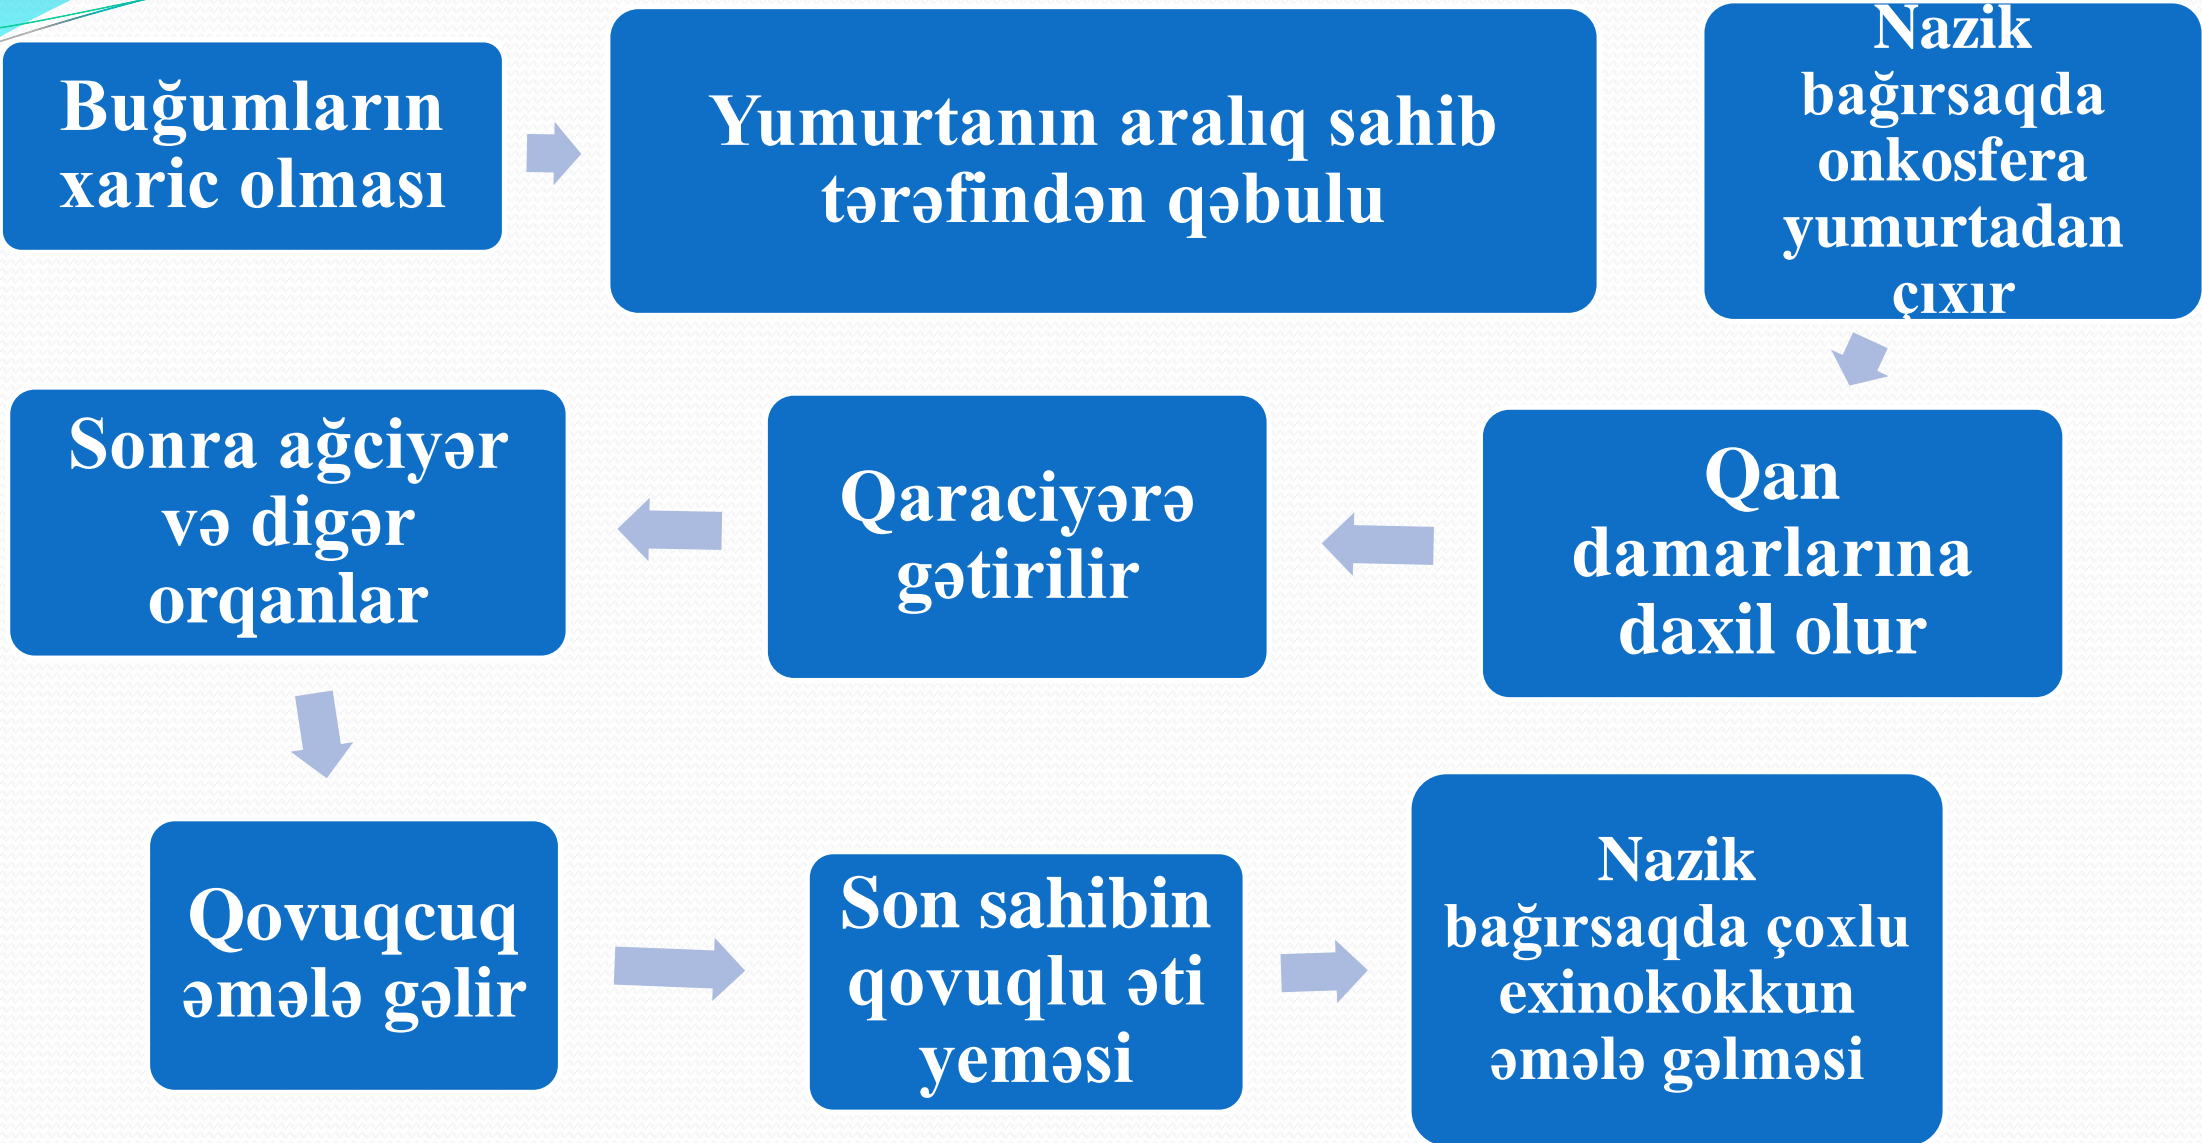 Buğumların
xaric olması
Yumurtanın aralıq sahib
tərəfindən qəbulu
Nazik
bağırsaqda
onkosfera
yumurtadan
çıxır
Qan
damarlarına
daxil olur
Qaraciyərə
gətirilir
Sonra ağciyər
və digər
orqanlar
Qovuqcuq
əmələ gəlir
Son sahibin
qovuqlu əti
yeməsi
Nazik
bağırsaqda çoxlu
exinokokkun
əmələ gəlməsi